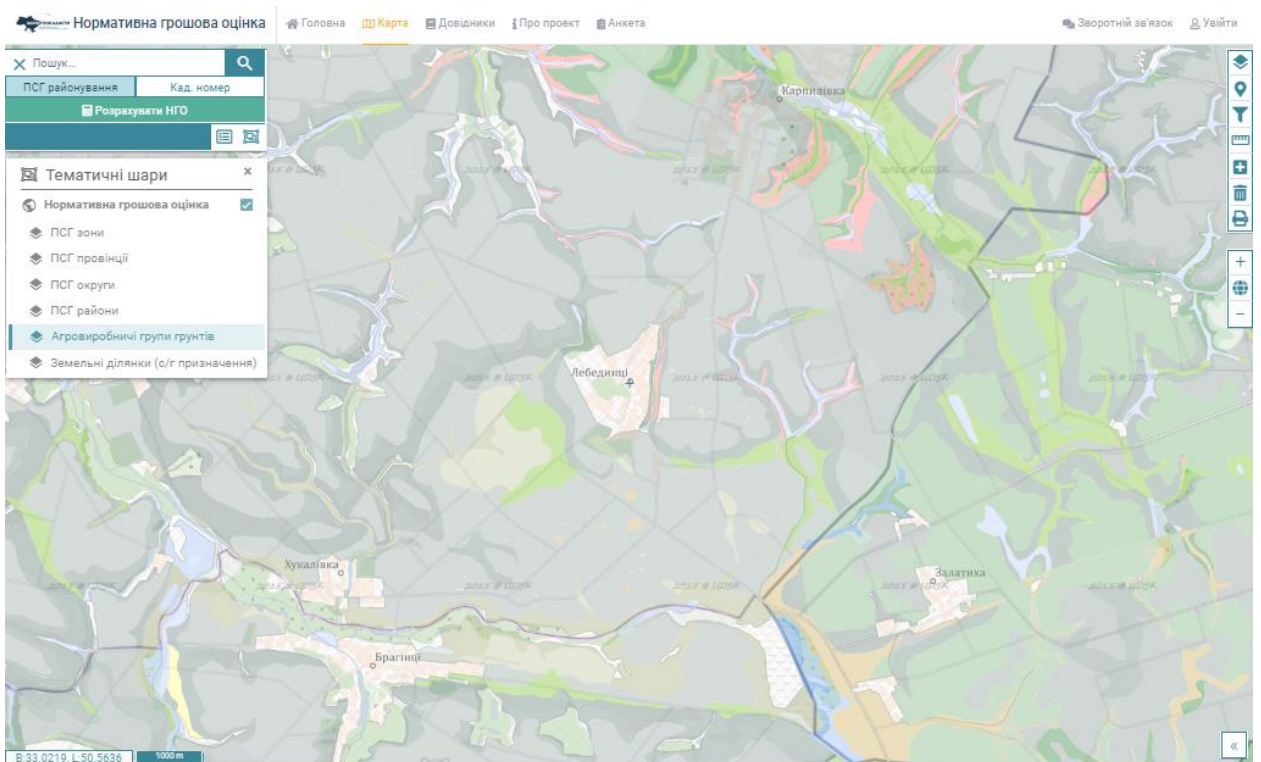 Нормативна грошова оцінка
Головна
Карта
Довідники
Про проект
Анкета
Зворотній зв'язок
Увійти
Пошук...
ПСГ районування
Кад. номер
Розрахувати НГО
Тематичні шари
×
Нормативна грошова оцінка
ПСГ зони
ПСГ провінції
ПСГ округи
ПСГ райони
Агровиробничі групи грунтів
Земельні ділянки (с/г призначення)
Карпилівка
Лебединці
Хукалівка
Залатиха
Брагінці
+
−
«
B:33.0219, L:50.5636
1000 m